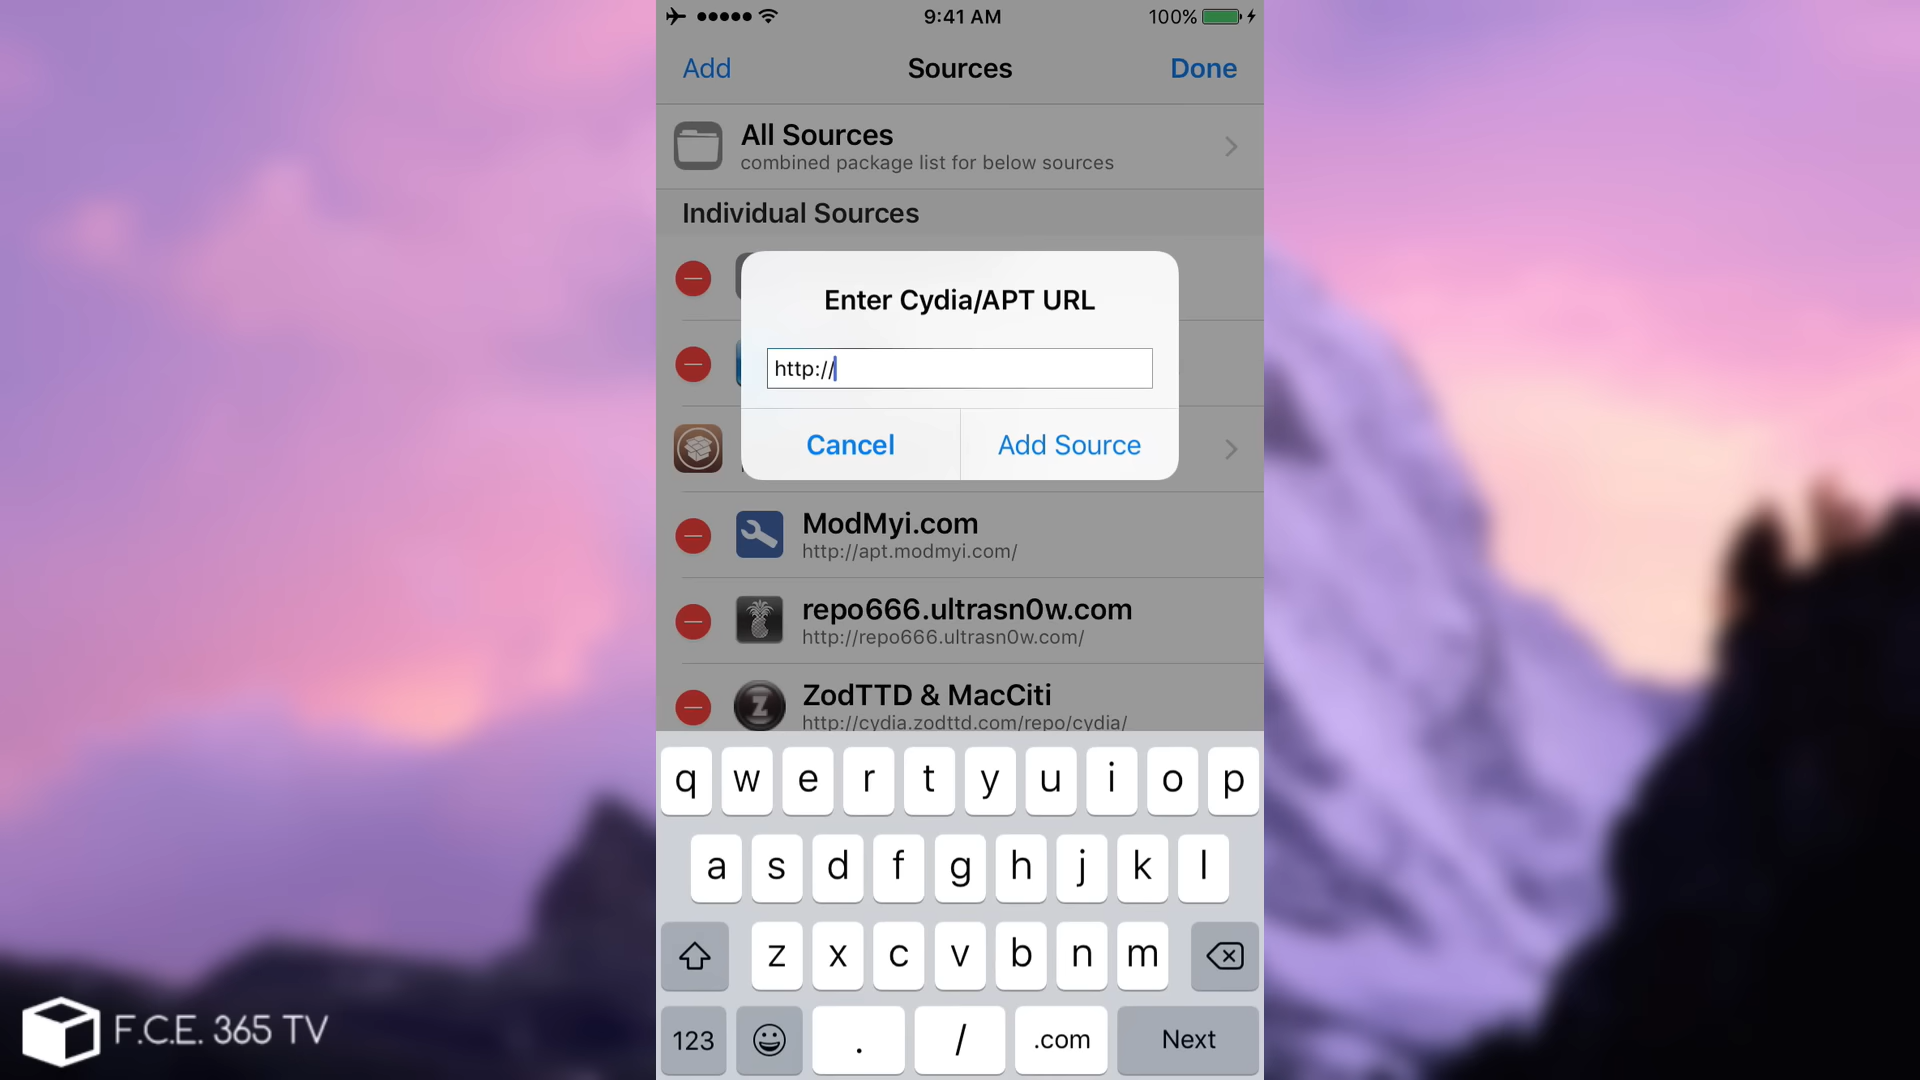 9:41 AM
100%
Add
Sources
Done
All Sources
combined package list for below sources
Individual Sources
Enter Cydia/APT URL
http://
Cancel
Add Source
ModMyi.com
http://apt.modmyi.com/
repo666.ultrasn0w.com
http://repo666.ultrasn0w.com/
ZodTTD & MacCiti
http://cydia.zodttd.com/repo/cydia/
q w e r t y u i o p
a s d f g h j k l
z x c v b n m
123 . / .com Next
F.C.E. 365 TV